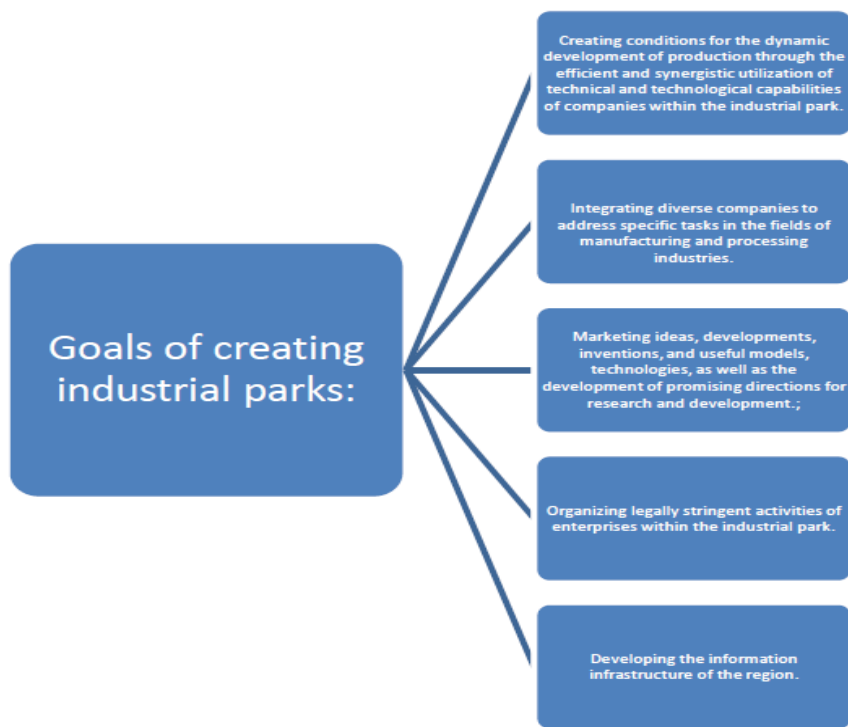 Goals of creating
industrial parks:
Creating conditions for the dynamic
development of production through the
efficient and synergistic utilization of
technical and technological capabilities
of companies within the industrial park.
Integrating diverse companies to
address specific tasks in the fields of
manufacturing and processing
industries.
Marketing ideas, developments,
inventions, and useful models,
technologies, as well as the
development of promising directions for
research and development.;
Organizing legally stringent activities of
enterprises within the industrial park.
Developing the information
infrastructure of the region.